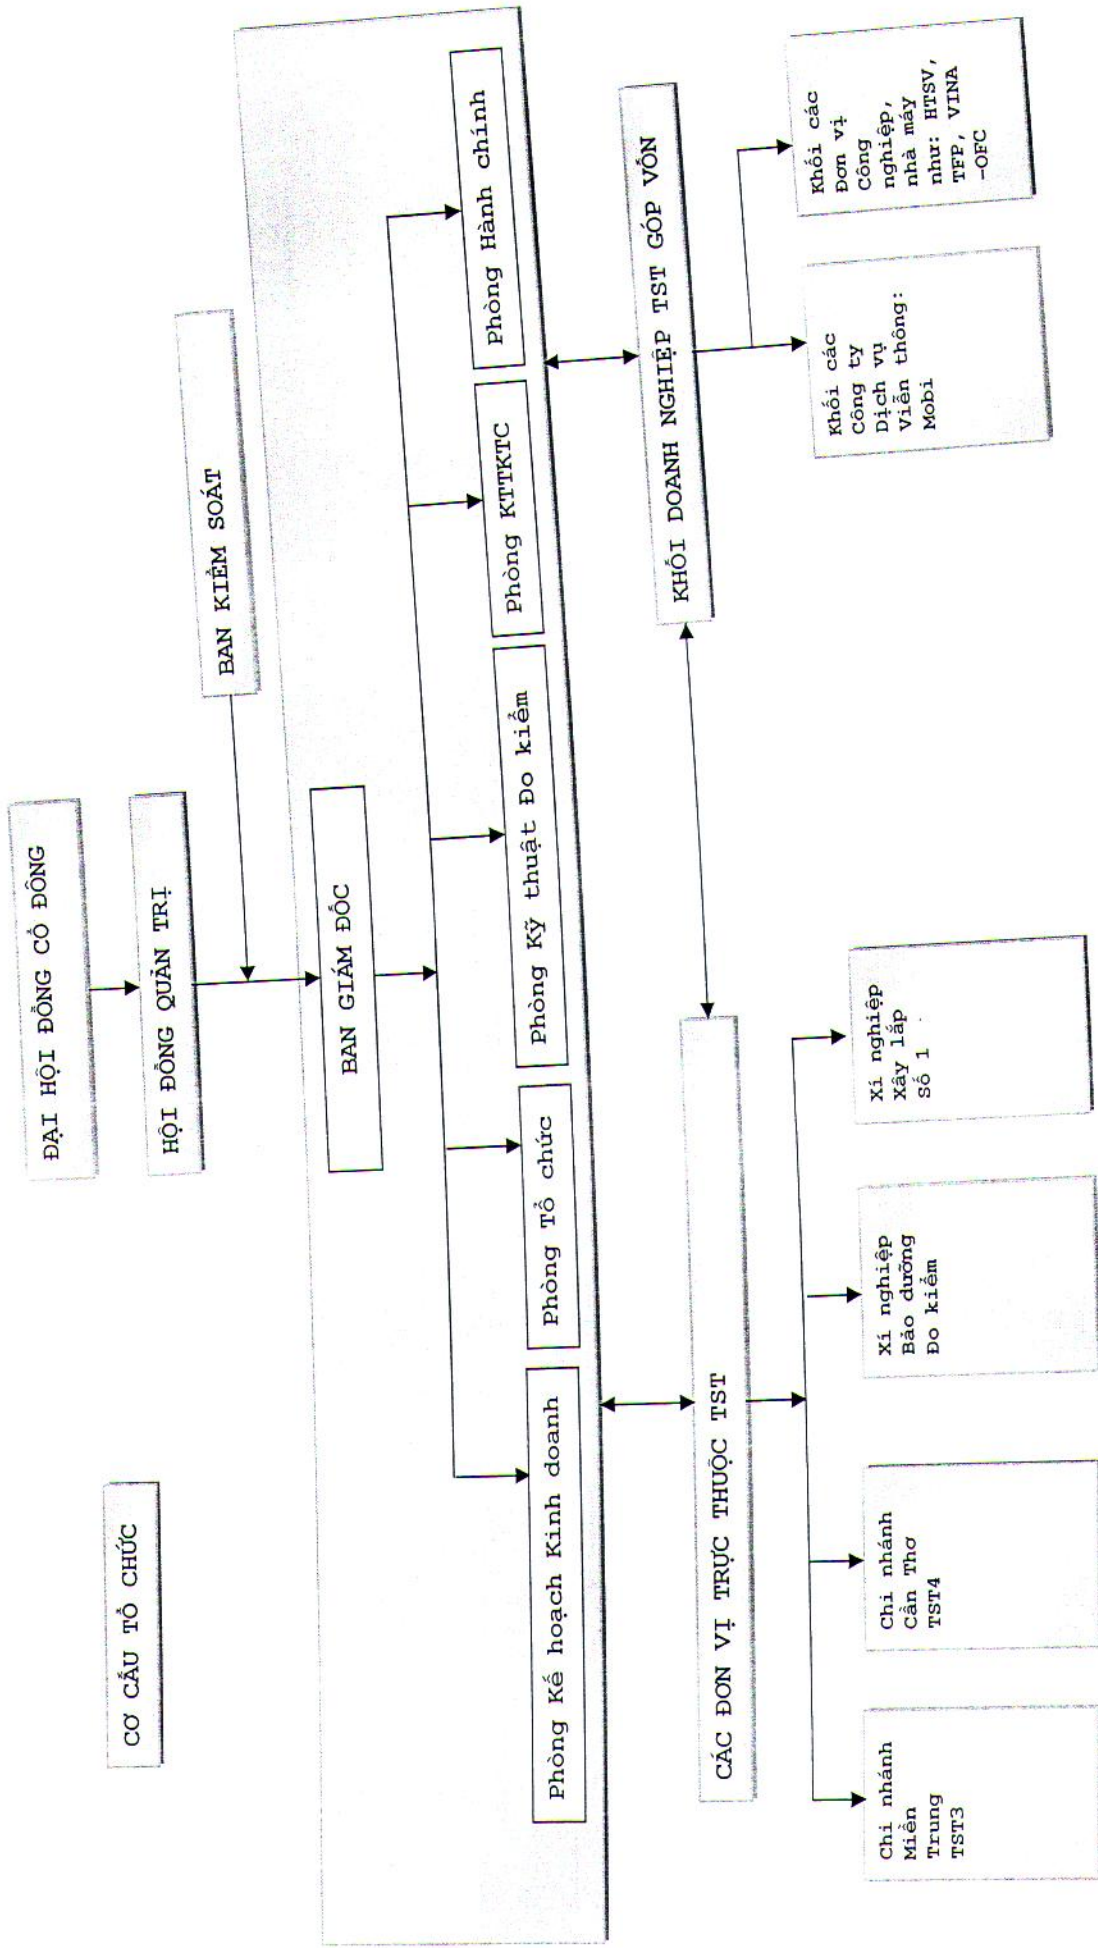 CƠ CẤU TỔ CHỨC
ĐẠI HỘI ĐỒNG CỔ ĐÔNG
HỘI ĐỒNG QUẢN TRỊ
BAN KIỂM SOÁT
BAN GIÁM ĐỐC
Phòng Kế hoạch Kinh doanh
Phòng Tổ chức
Phòng Kỹ thuật Đo kiểm
Phòng KTTKTC
Phòng Hành chính
CÁC ĐƠN VỊ TRỰC THUỘC TST
KHỐI DOANH NGHIỆP TST GÓP VỐN
Chi nhánh
Miền
Trung
TST3
Chi nhánh
Cần Thơ
TST4
Xí nghiệp
Bảo dưỡng
Đo kiểm
Xí nghiệp
Xây lắp
Số 1
Khối các
Công ty
Dịch vụ
Viễn thông:
Mobi
Khối các
Đơn vị
Công
nghiệp,
nhà máy
như: HTSV,
TFP, VINA
-OFC